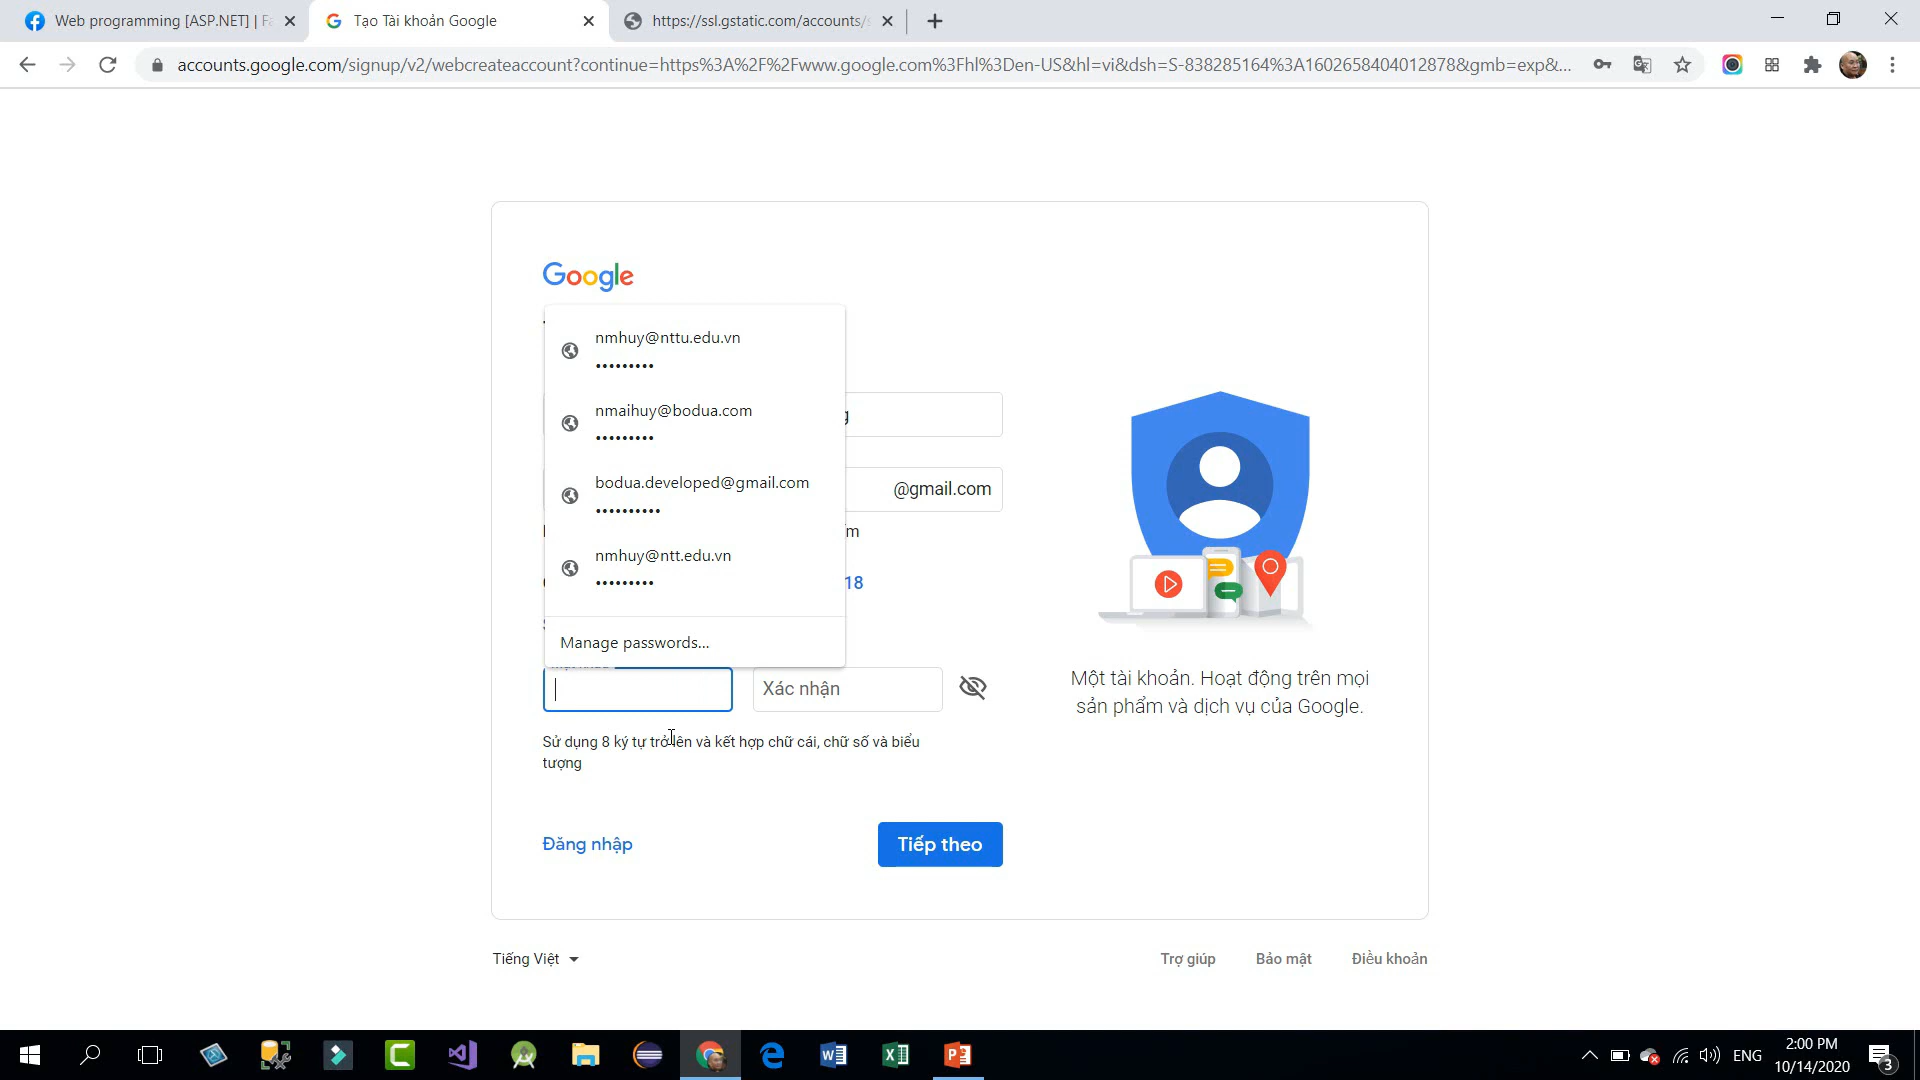 Web programming [ASP.NET] | Fa
Tạo Tài khoản Google
https://ssl.gstatic.com/accounts/s
accounts.google.com/signup/v2/webcreateaccount?continue=https%3A%2F%2Fwww.google.com%3Fhl%3Den-US&hl=vi&dsh=S-838285164%3A1602658404012878&gmb=exp&...
Google
nmhuy@nttu.edu.vn
•••••••••
nmaihuy@bodua.com
•••••••••
g
bodua.developed@gmail.com
••••••••••
@gmail.com
nmhuy@ntt.edu.vn
•••••••••
18
Manage passwords...
Xác nhận
Sử dụng 8 ký tự trở lên và kết hợp chữ cái, chữ số và biểu
tượng
Đăng nhập
Tiếp theo
Một tài khoản. Hoạt động trên mọi
sản phẩm và dịch vụ của Google.
Tiếng Việt
Trợ giúp
Bảo mật
Điều khoản
ENG
2:00 PM
10/14/2020
3